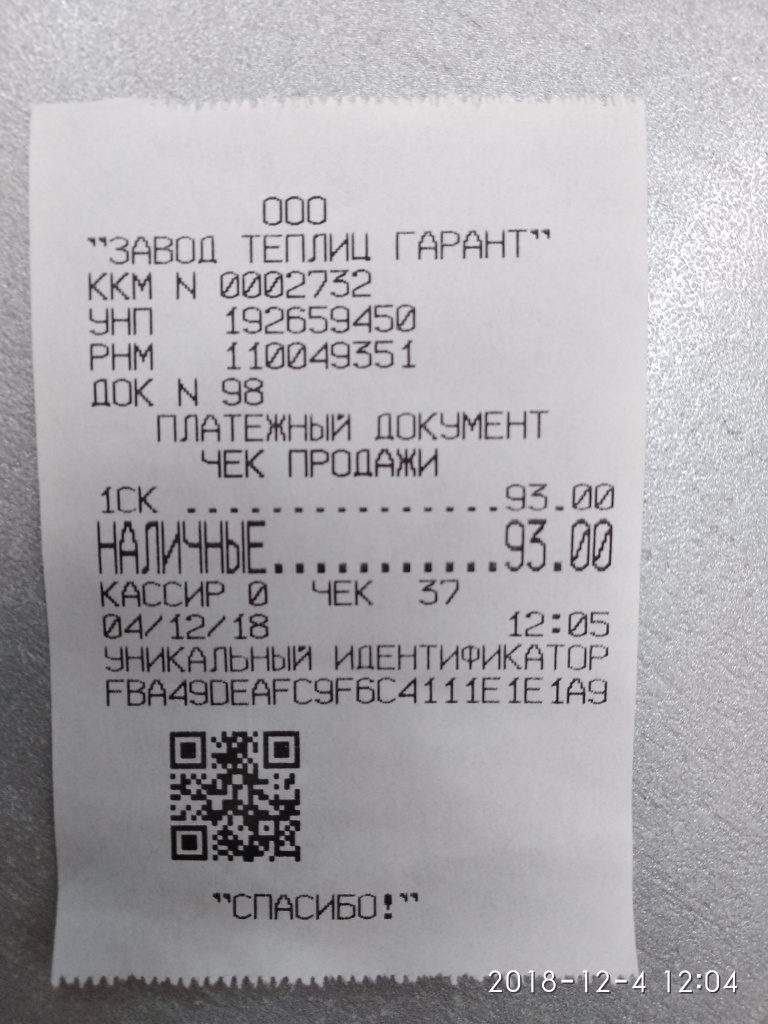 ООО
"ЗАВОД ТЕПЛИЦ ГАРАНТ"
ККМ N 0002732
УНП 192659450
РНМ 110049351
ДОК N 98
ПЛАТЕЖНЫЙ ДОКУМЕНТ
ЧЕК ПРОДАЖИ
1СК ................93.00
НАЛИЧНЫЕ...........93.00
КАССИР 0 ЧЕК 37
04/12/18 12:05
УНИКАЛЬНЫЙ ИДЕНТИФИКАТОР
FBA49DEAFC9F6C4111E1E1A9
"СПАСИБО!"
2018-12-4 12:04